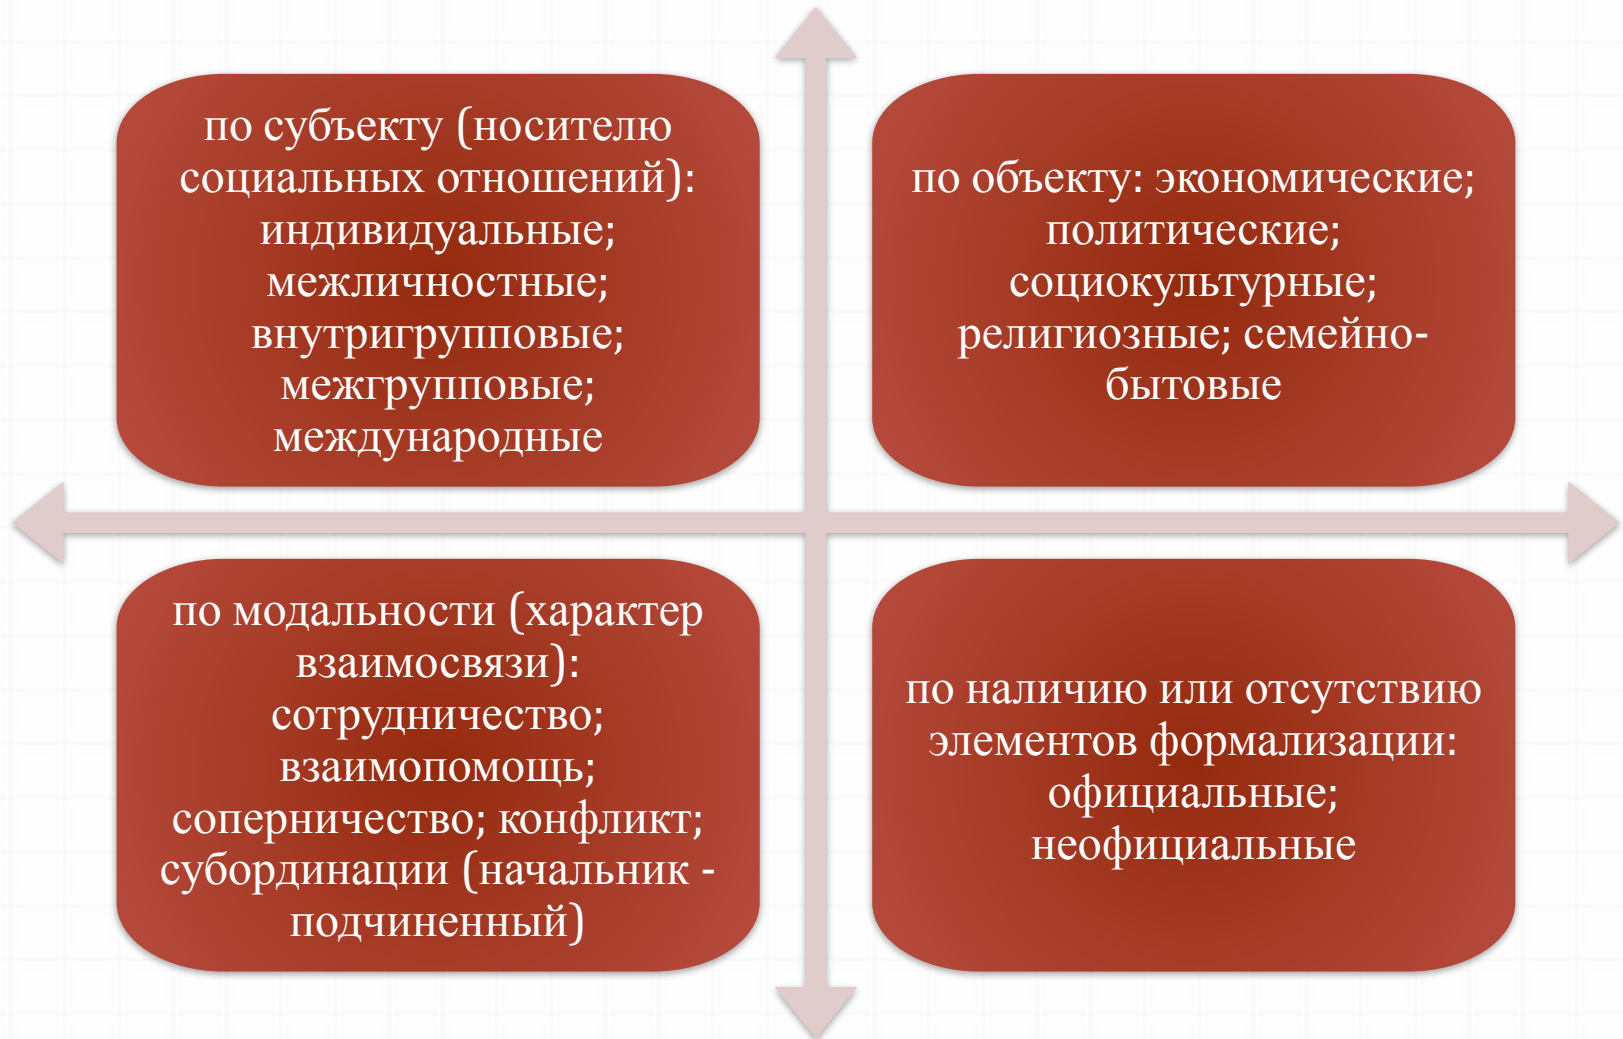 по субъекту (носителю
социальных отношений):
индивидуальные;
межличностные;
внутригрупповые;
межгрупповые;
международные
по объекту: экономические;
политические;
социокультурные;
религиозные; семейно-
бытовые
по модальности (характер
взаимосвязи):
сотрудничество;
взаимопомощь;
соперничество; конфликт;
субординации (начальник -
подчиненный)
по наличию или отсутствию
элементов формализации:
официальные;
неофициальные